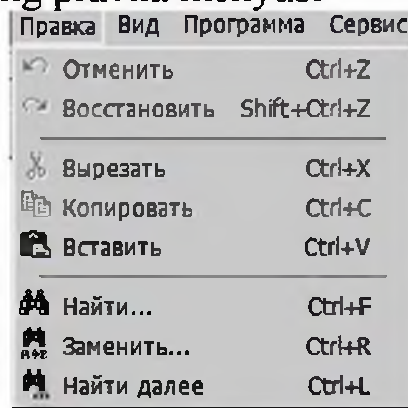 Правка Вид Программа Сервис
Отменить Ctrl+Z
Восстановить Shift+Ctrl+Z
Вырезать Ctrl+X
Копировать Ctrl+C
Вставить Ctrl+V
Найти... Ctrl+F
Заменить... Ctrl+R
Найти далее Ctrl+L